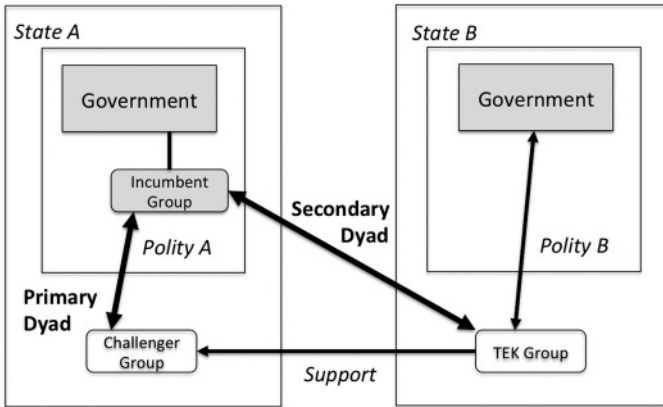 State A
Government
Incumbent
Group
Polity A
Primary
Dyad
Challenger
Group
Secondary
Dyad
Support
State B
Government
Polity B
TEK Group